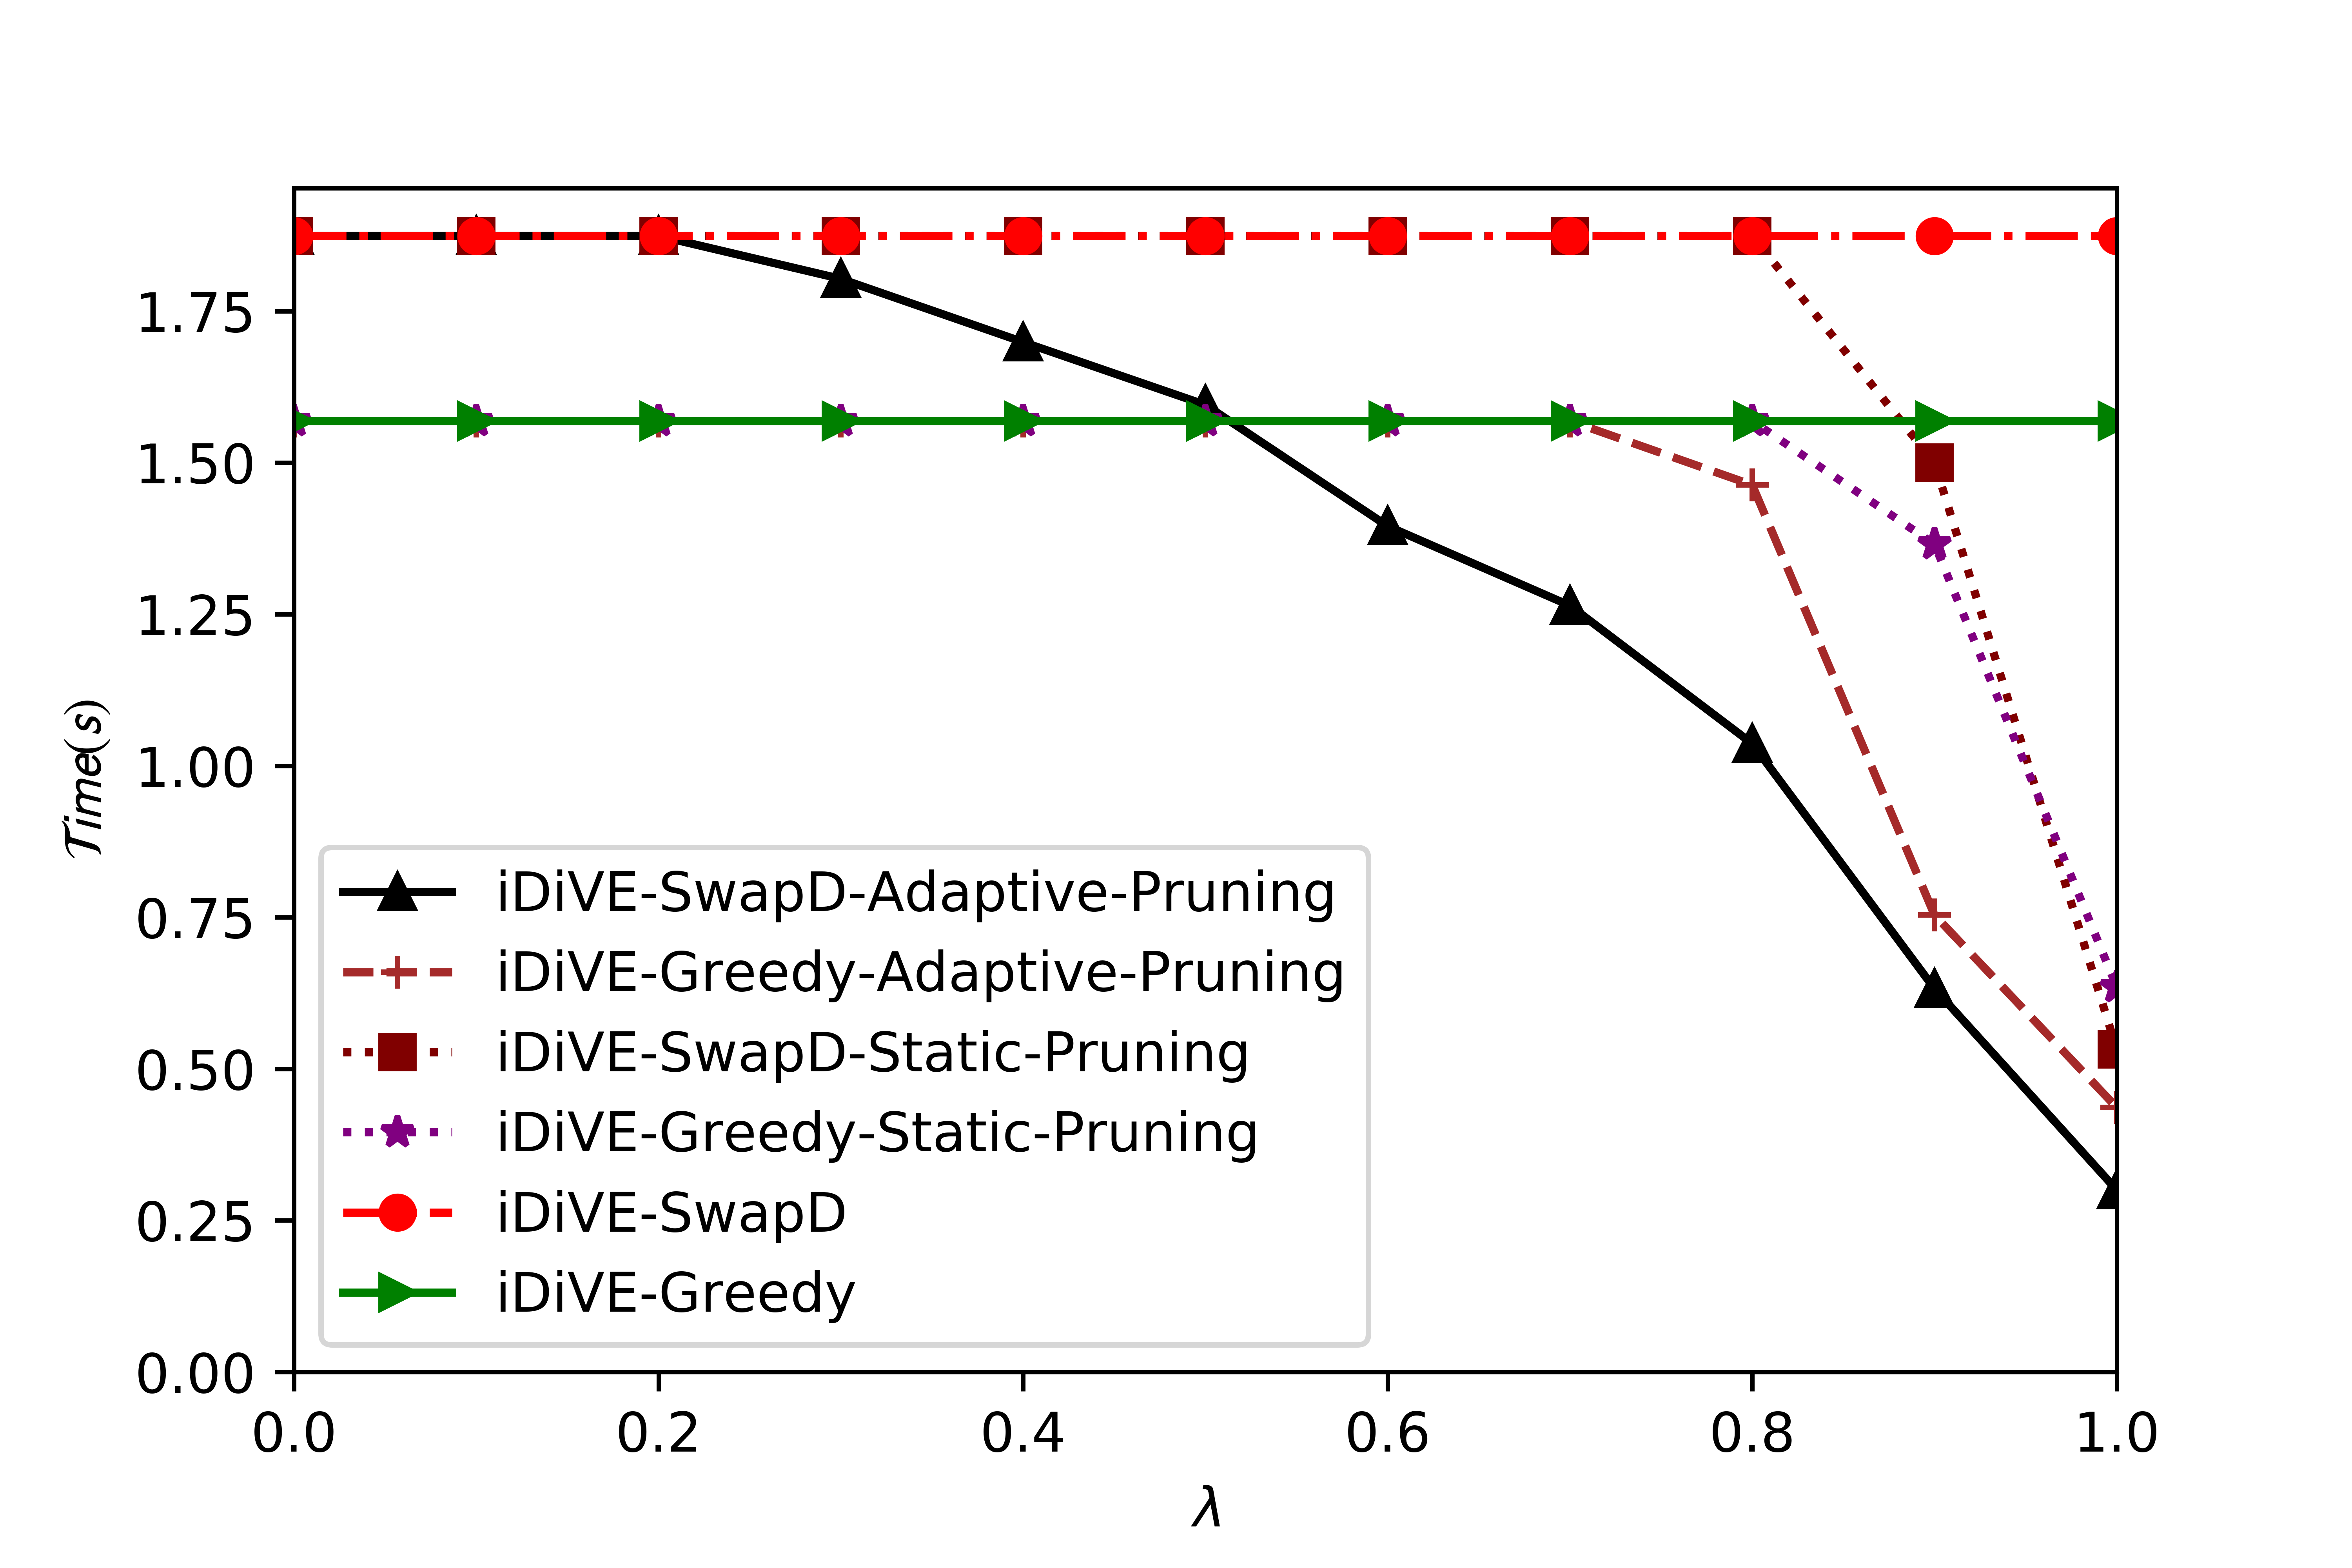 1.75
1.50
1.25
1.00
0.75
0.50
0.25
0.00
𝒯ime(s)
iDiVE-SwapD-Adaptive-Pruning
iDiVE-Greedy-Adaptive-Pruning
iDiVE-SwapD-Static-Pruning
iDiVE-Greedy-Static-Pruning
iDiVE-SwapD
iDiVE-Greedy
0.0 0.2 0.4 0.6 0.8 1.0
λ